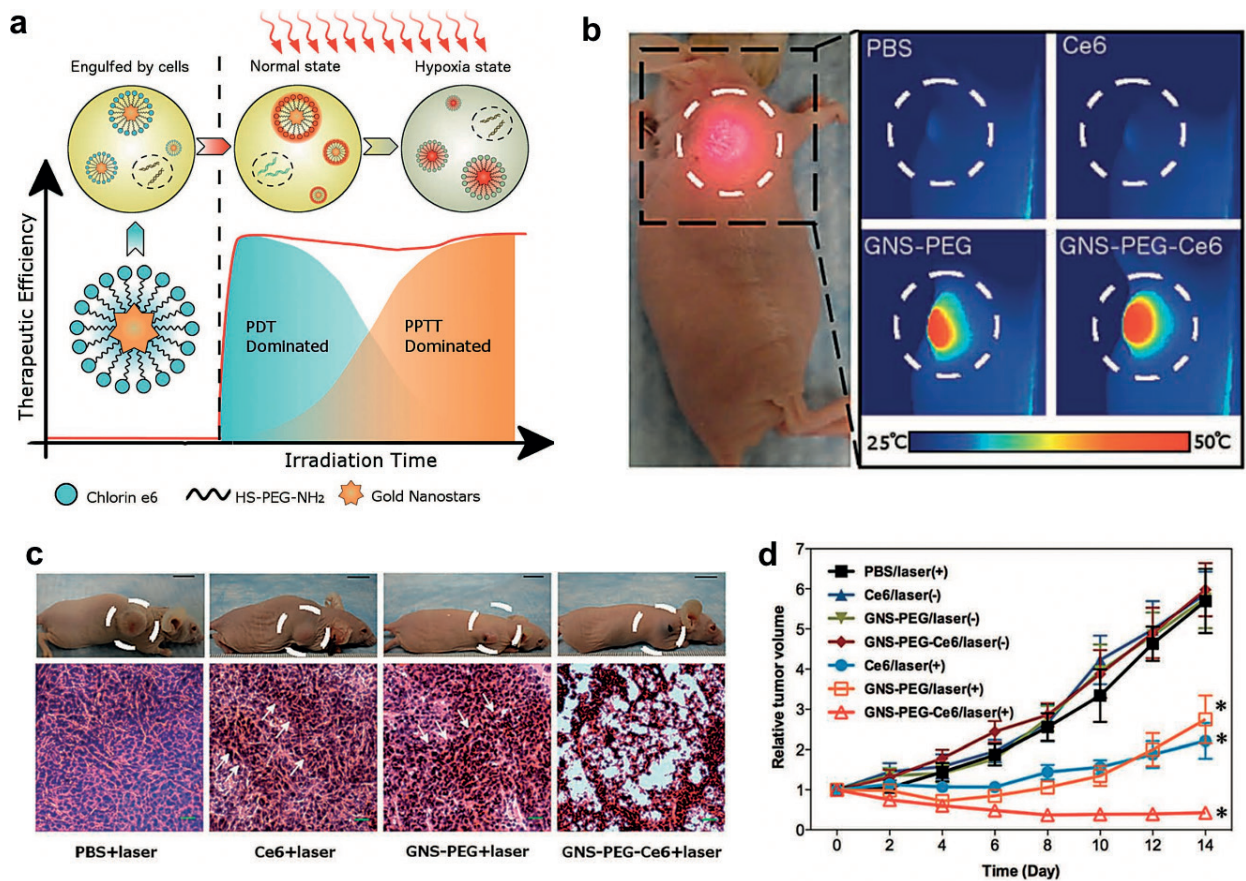 a
Engulfed by cells
Normal state
Hypoxia state
Therapeutic Efficiency
PDT
Dominated
PPTT
Dominated
Irradiation Time
Chlorin e6
HS-PEG-NH₂
Gold Nanostars
b
PBS
Ce6
GNS-PEG
GNS-PEG-Ce6
25℃
50℃
c
PBS+laser
Ce6+laser
GNS-PEG+laser
GNS-PEG-Ce6+laser
d
Relative tumor volume
7
6
5
4
3
2
1
0
PBS/laser(+)
Ce6/laser(-)
GNS-PEG/laser(-)
GNS-PEG-Ce6/laser(-)
Ce6/laser(+)
GNS-PEG/laser(+)
GNS-PEG-Ce6/laser(+)
*
*
*
0 2 4 6 8 10 12 14
Time (Day)